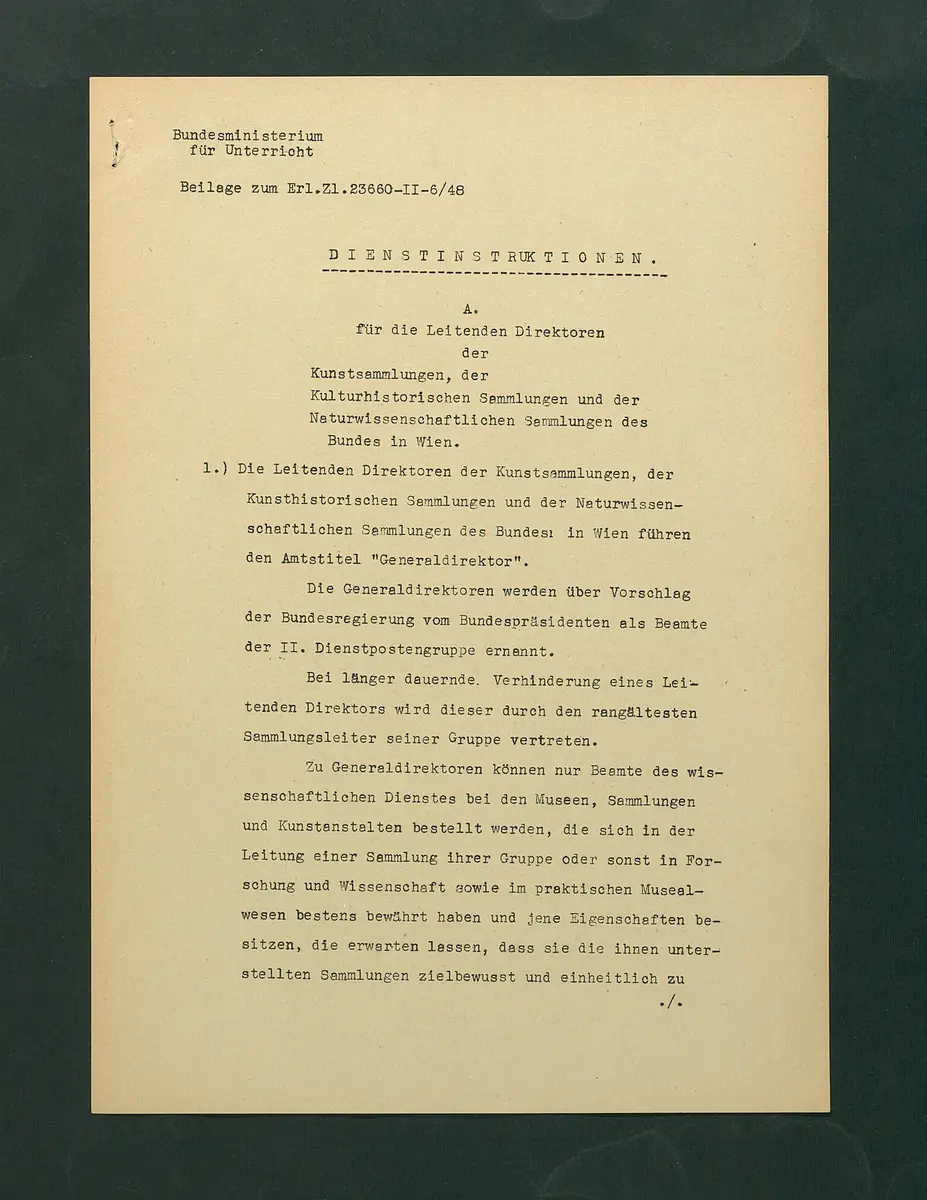 Bundesministerium
für Unterricht
Beilage zum Erl.Zl.23660-II-6/48
DIENSTINSTRUKTIONEN.
A.
für die Leitenden Direktoren
der
Kunstsammlungen, der
Kulturhistorischen Sammlungen und der
Naturwissenschaftlichen Sammlungen des
Bundes in Wien.
1.) Die Leitenden Direktoren der Kunstsammlungen, der
Kunsthistorischen Sammlungen und der Naturwissen-
schaftlichen Sammlungen des Bundes in Wien führen
den Amtstitel "Generaldirektor".
Die Generaldirektoren werden über Vorschlag
der Bundesregierung vom Bundespräsidenten als Beamte
der II. Dienstpostengruppe ernannt.
Bei länger dauernde. Verhinderung eines Lei-
tenden Direktors wird dieser durch den rangältesten
Sammlungsleiter seiner Gruppe vertreten.
Zu Generaldirektoren können nur Beamte des wis-
senschaftlichen Dienstes bei den Museen, Sammlungen
und Kunstanstalten bestellt werden, die sich in der
Leitung einer Sammlung ihrer Gruppe oder sonst in For-
schung und Wissenschaft sowie im praktischen Museal-
wesen bestens bewährt haben und jene Eigenschaften be-
sitzen, die erwarten lassen, dass sie die ihnen unter-
stellten Sammlungen zielbewusst und einheitlich zu
./.